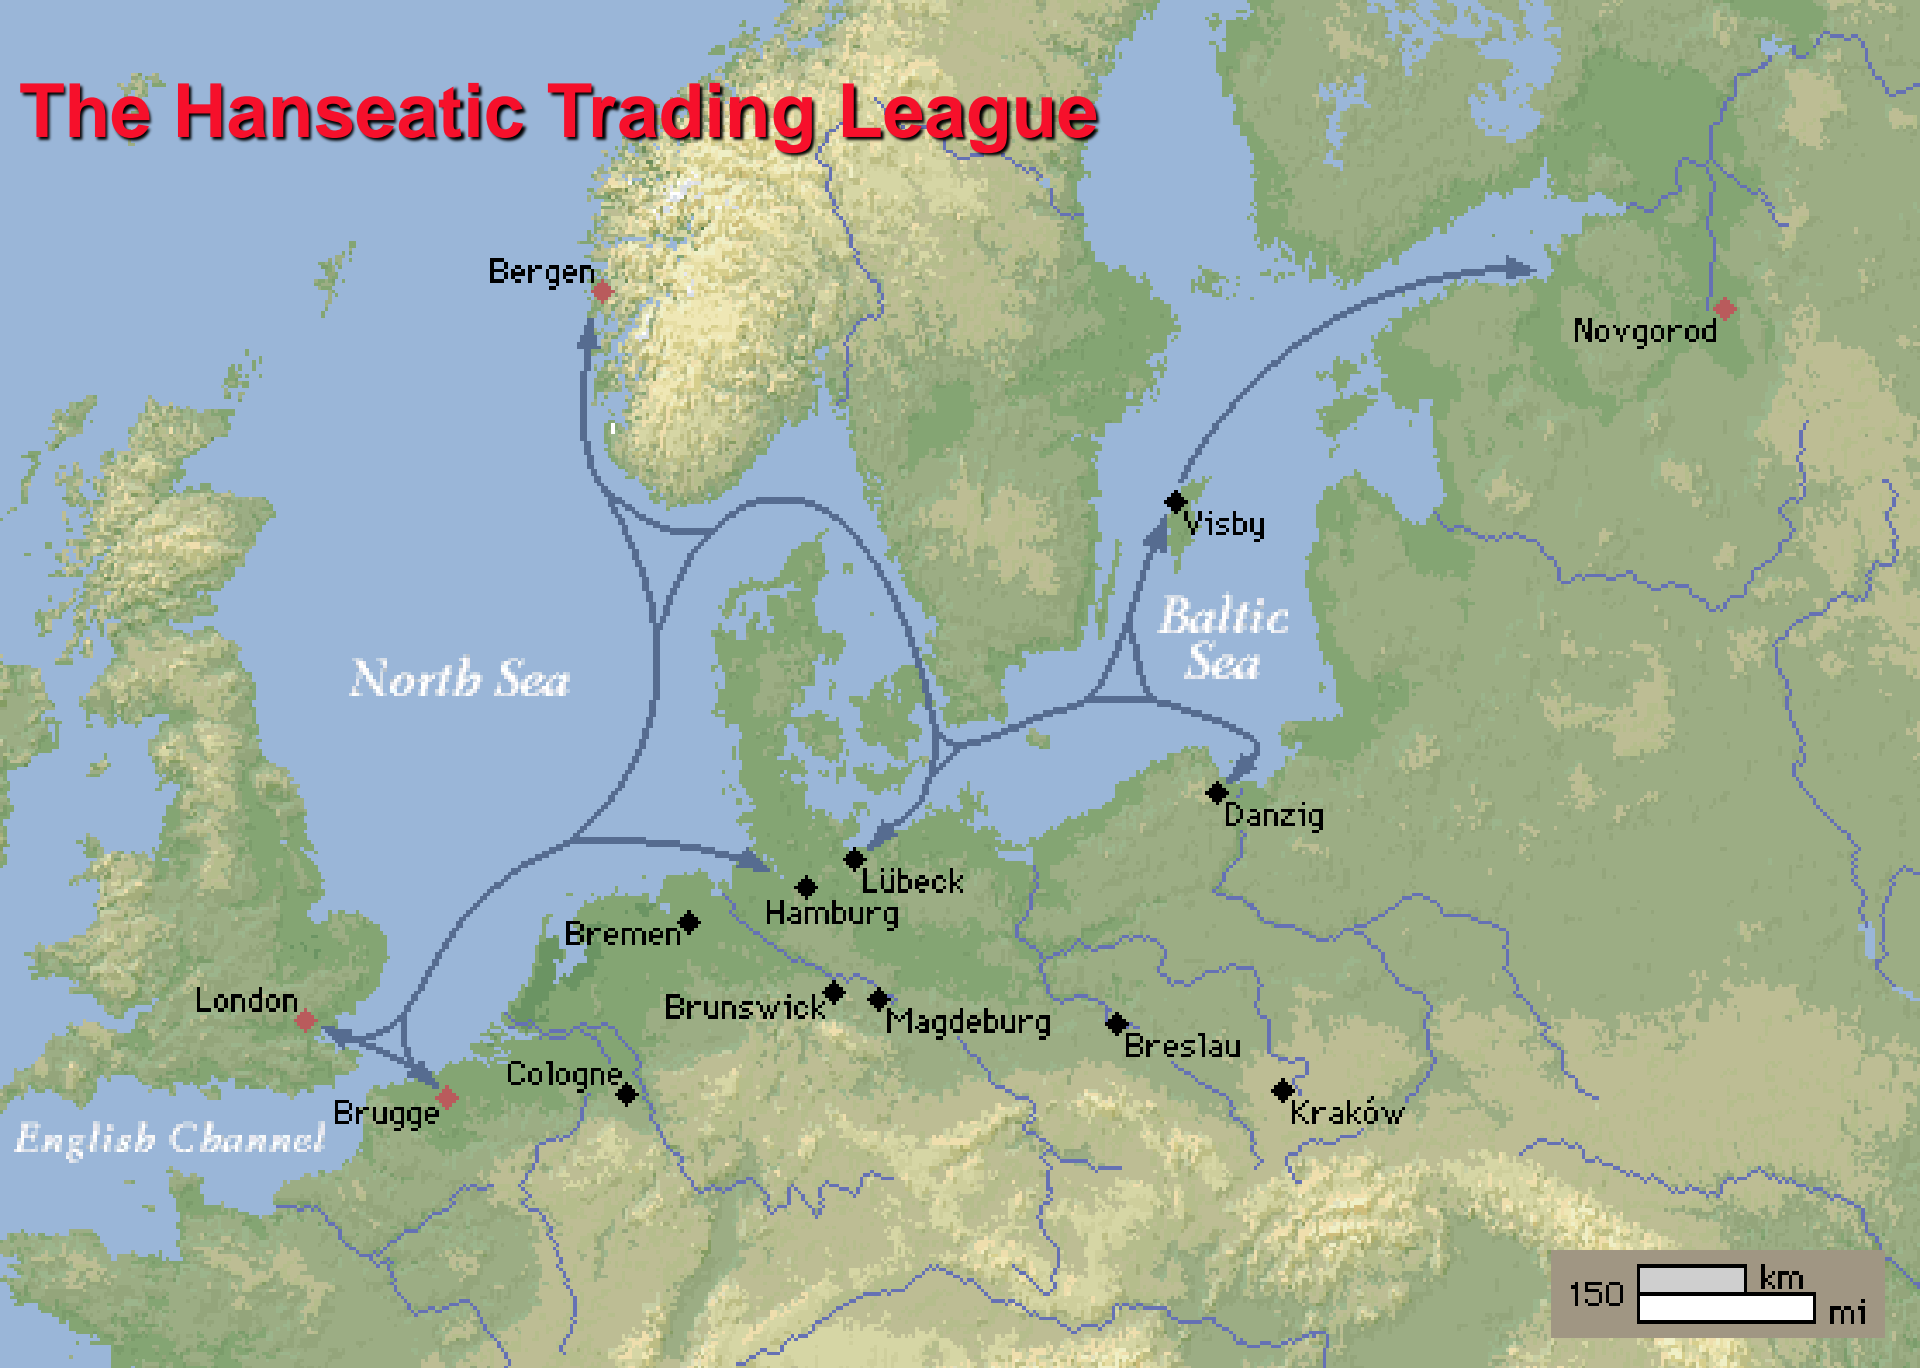 The Hanseatic Trading League
Bergen
Novgorod
Visby
Baltic
Sea
North Sea
Danzig
Lübeck
Hamburg
Bremen
London
Brunswick
Magdeburg
Breslau
Cologne
Brugge
Kraków
English Channel
150 km
mi